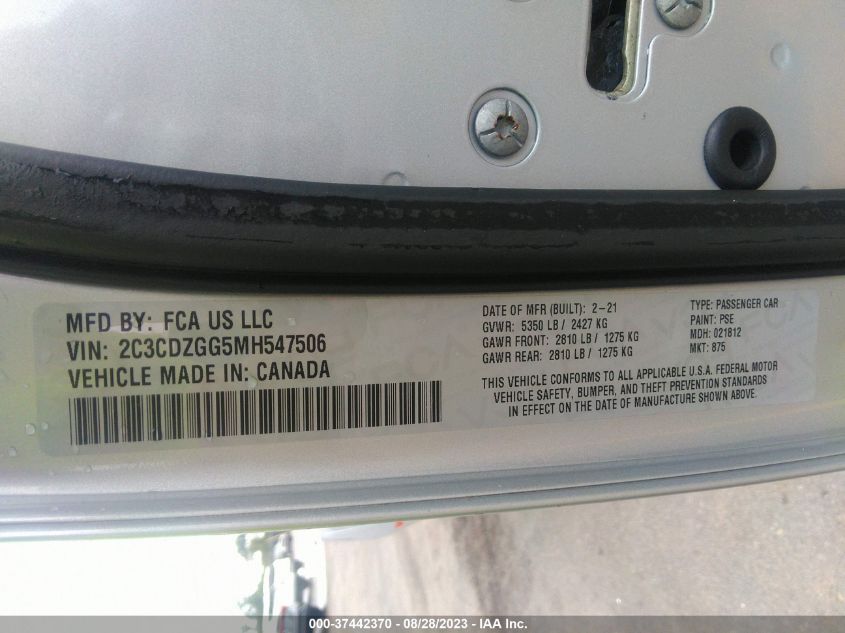 MFD BY: FCA US LLC
VIN: 2C3CDZGG5MH547506
VEHICLE MADE IN: CANADA
DATE OF MFR (BUILT): 2-21
GVWR: 5350 LB / 2427 KG
GAWR FRONT: 2810 LB / 1275 KG
GAWR REAR: 2810 LB / 1275 KG
TYPE: PASSENGER CAR
PAINT: PSE
MDH: 021812
MKT: 875
THIS VEHICLE CONFORMS TO ALL APPLICABLE U.S.A. FEDERAL MOTOR
VEHICLE SAFETY, BUMPER, AND THEFT PREVENTION STANDARDS
IN EFFECT ON THE DATE OF MANUFACTURE SHOWN ABOVE.
000-37442370 - 08/28/2023 - IAA Inc.